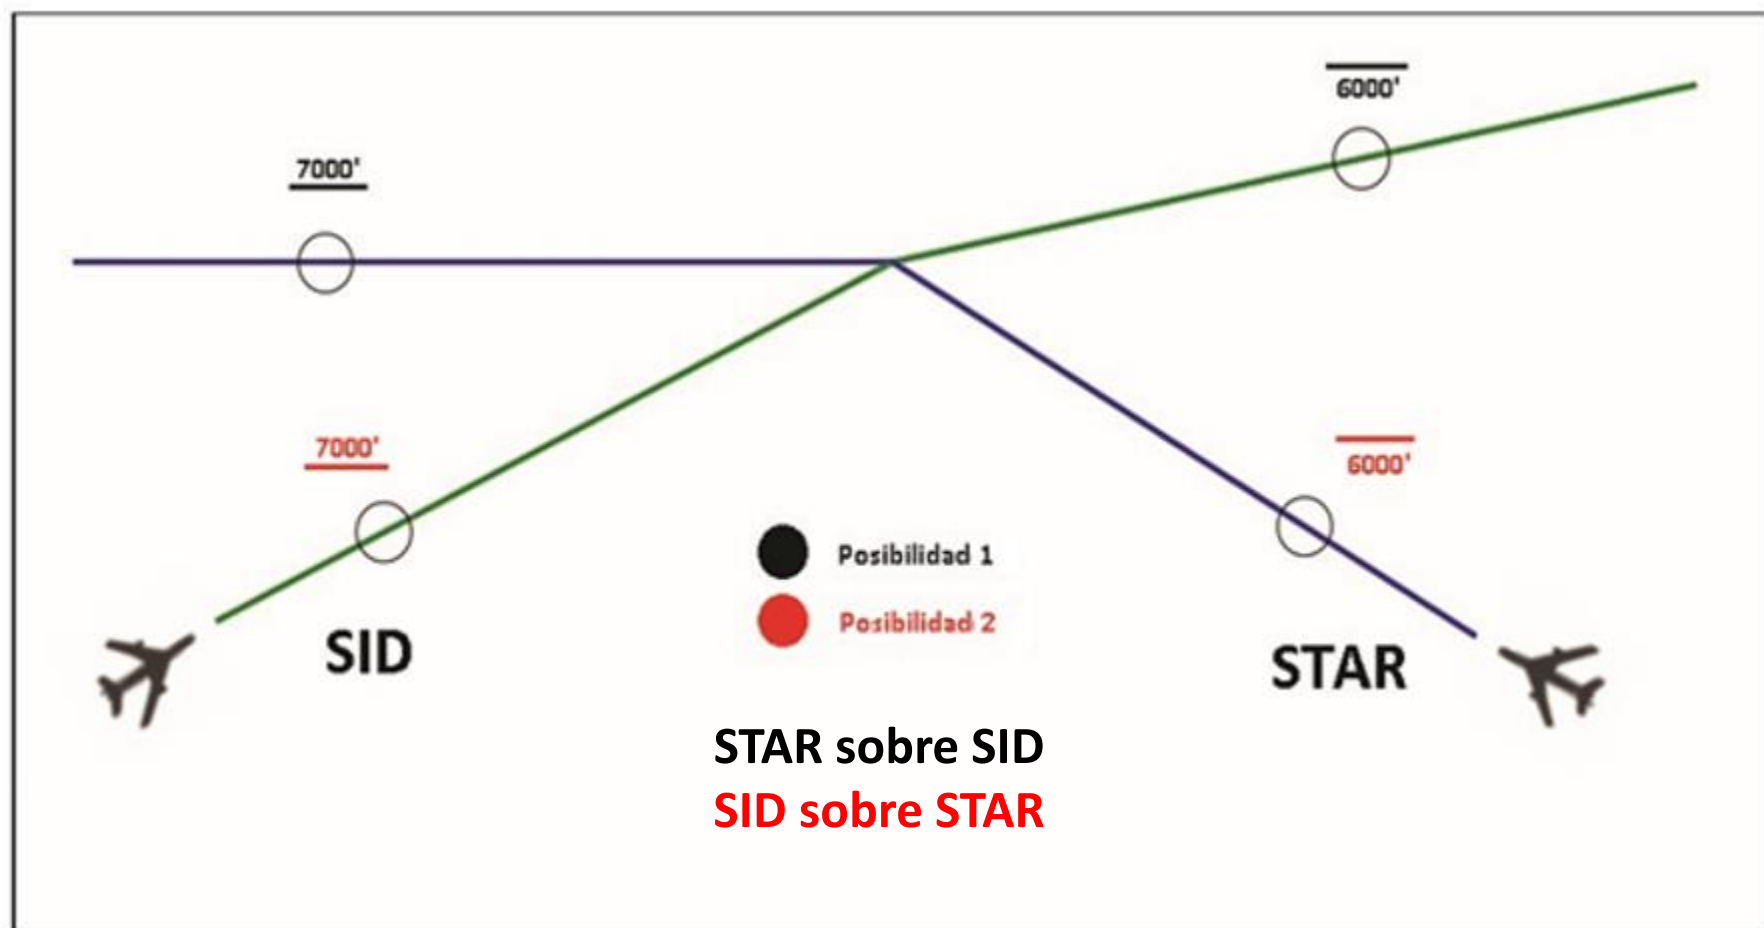 6000'
7000'
7000'
6000'
Posibilidad 1
Posibilidad 2
SID
STAR
STAR sobre SID
SID sobre STAR